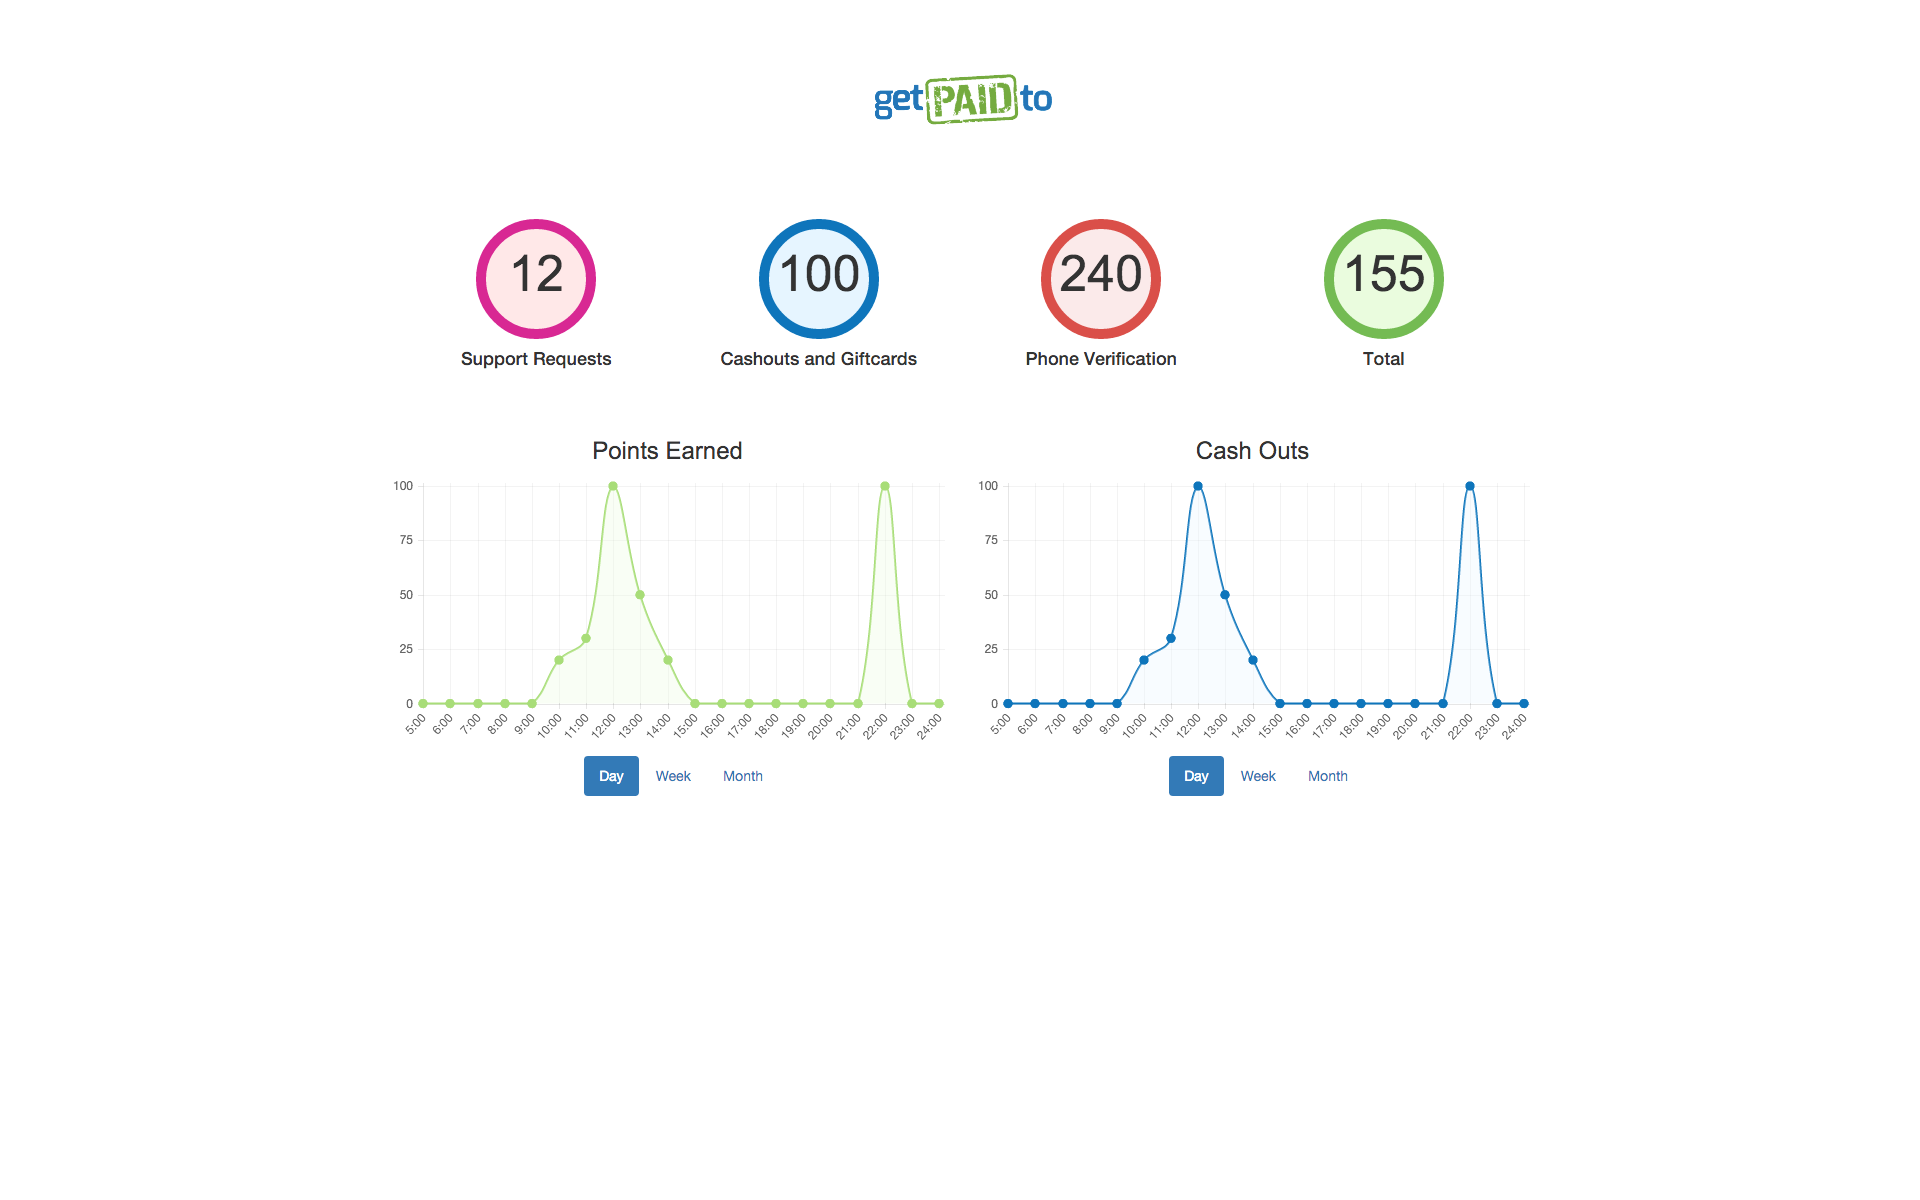 get PAID to
12 100 240 155
Support Requests Cashouts and Giftcards Phone Verification Total
Points Earned
100
75
50
25
0
5:00 6:00 7:00 8:00 9:00 10:00 11:00 12:00 13:00 14:00 15:00 16:00 17:00 18:00 19:00 20:00 21:00 22:00 23:00 24:00
Day Week Month
Cash Outs
100
75
50
25
0
5:00 6:00 7:00 8:00 9:00 10:00 11:00 12:00 13:00 14:00 15:00 16:00 17:00 18:00 19:00 20:00 21:00 22:00 23:00 24:00
Day Week Month